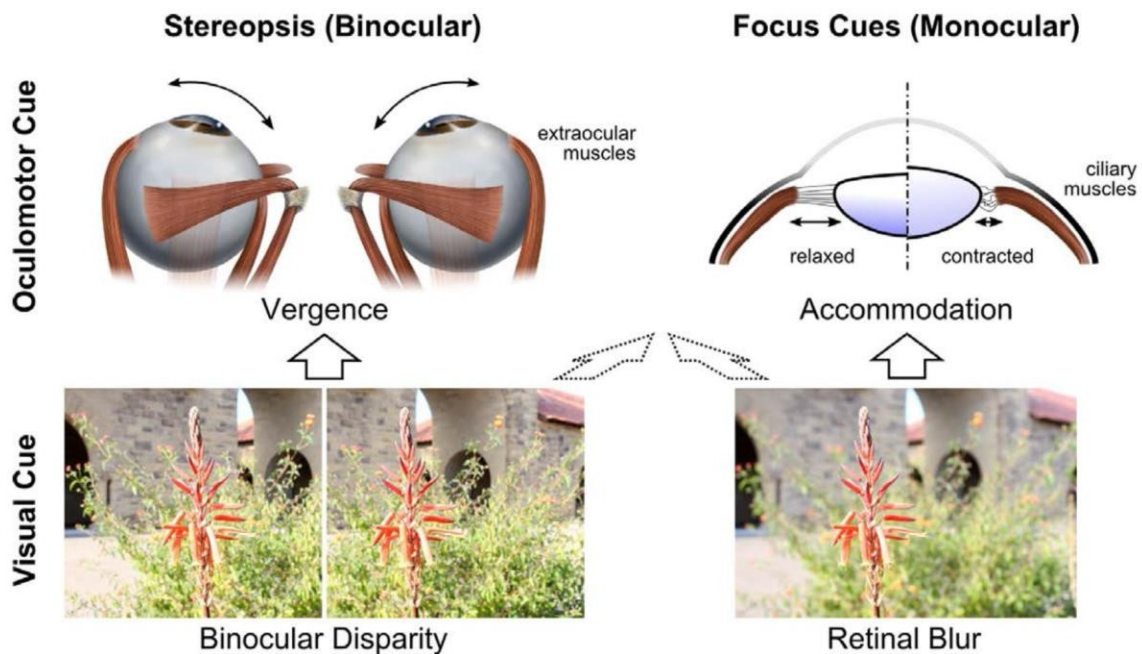 Stereopsis (Binocular)
Focus Cues (Monocular)
Oculomotor Cue
extraocular
muscles
ciliary
muscles
relaxed
contracted
Vergence
Accommodation
Visual Cue
Binocular Disparity
Retinal Blur